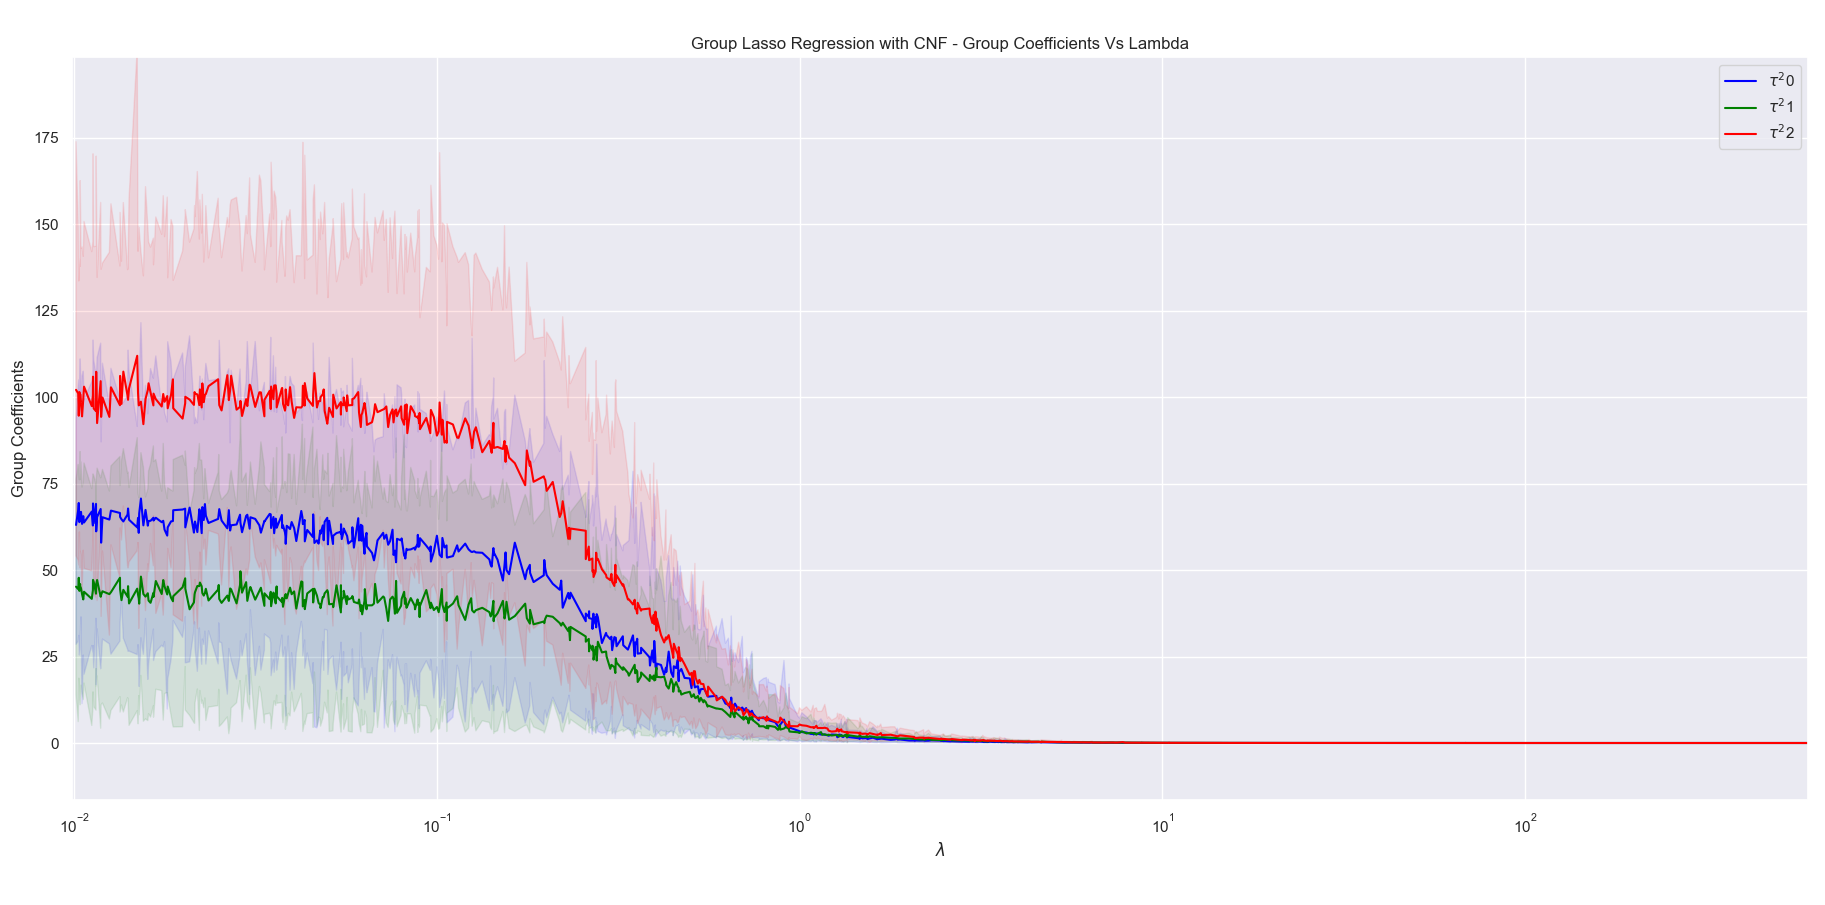 Group Lasso Regression with CNF - Group Coefficients Vs Lambda
τ²0
τ²1
τ²2
175
150
125
100
75
50
25
0
Group Coefficients
10⁻² 10⁻¹ 10⁰ 10¹ 10²
λ